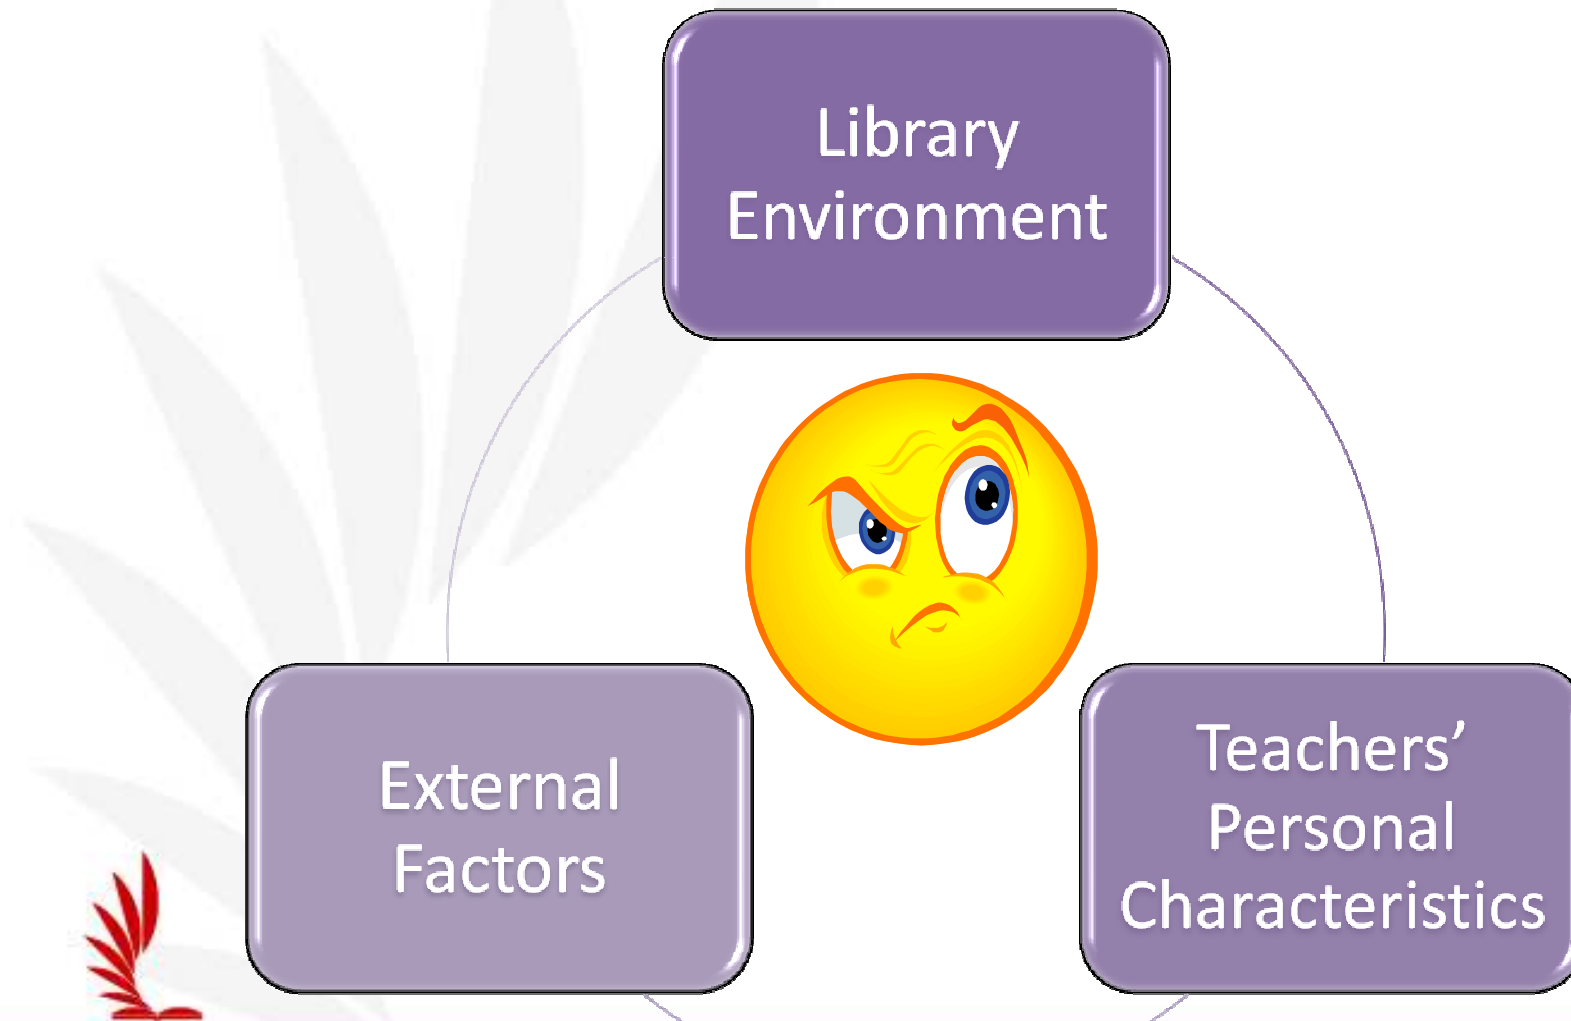 Library
Environment
External
Factors
Teachers’
Personal
Characteristics